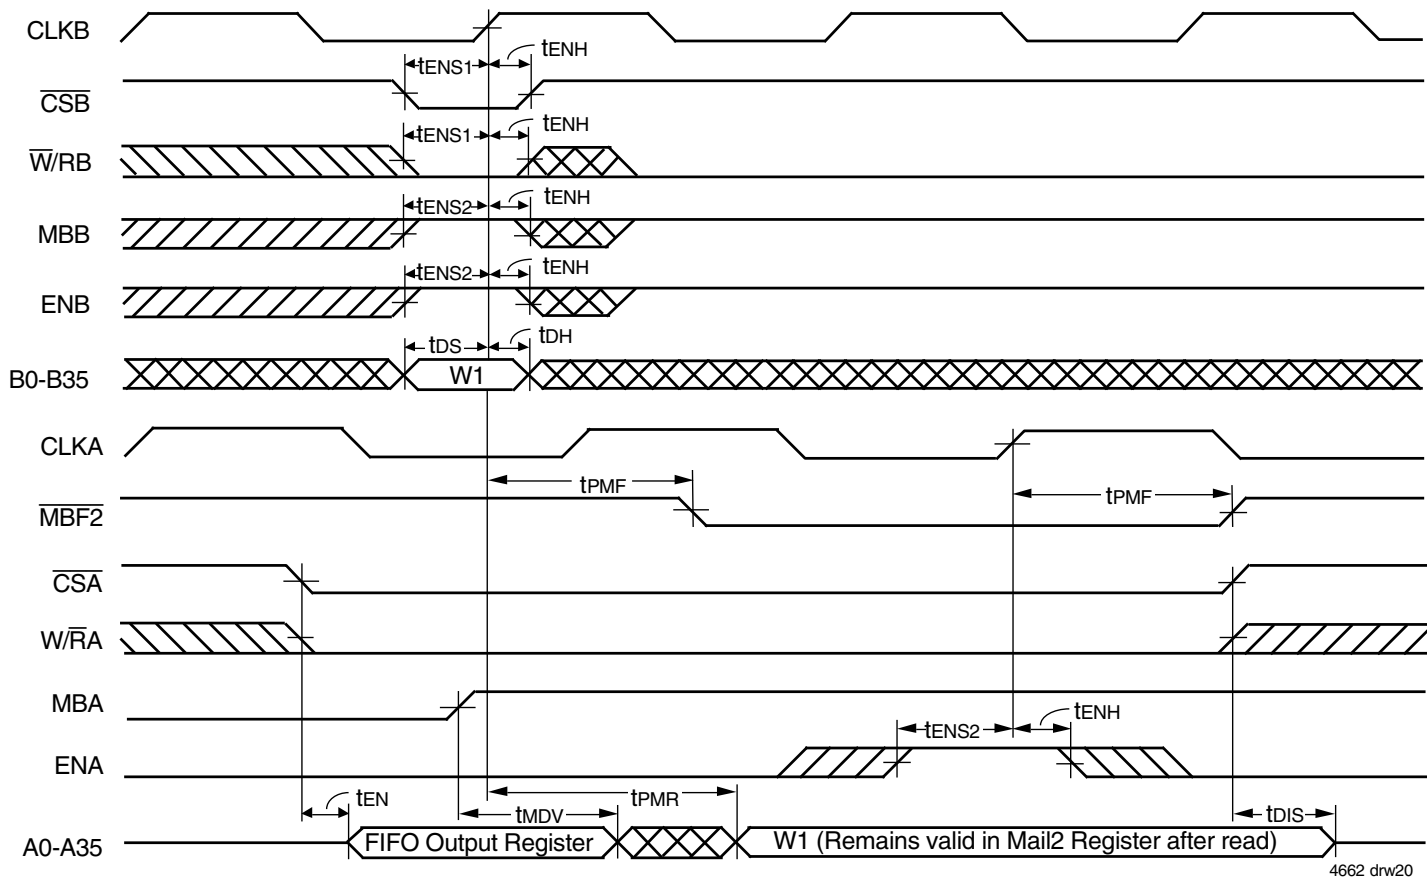 CLKB
tENS1
tENH
CSB
tENS1
tENH
W/RB
tENS2
tENH
MBB
tENS2
tENH
ENB
tDS
tDH
B0-B35
W1
CLKA
tPMF
tPMF
MBF2
CSA
W/RA
MBA
tENS2
tENH
ENA
tEN
tMDV
tPMR
tDIS
A0-A35
FIFO Output Register
W1 (Remains valid in Mail2 Register after read)
4662 drw20